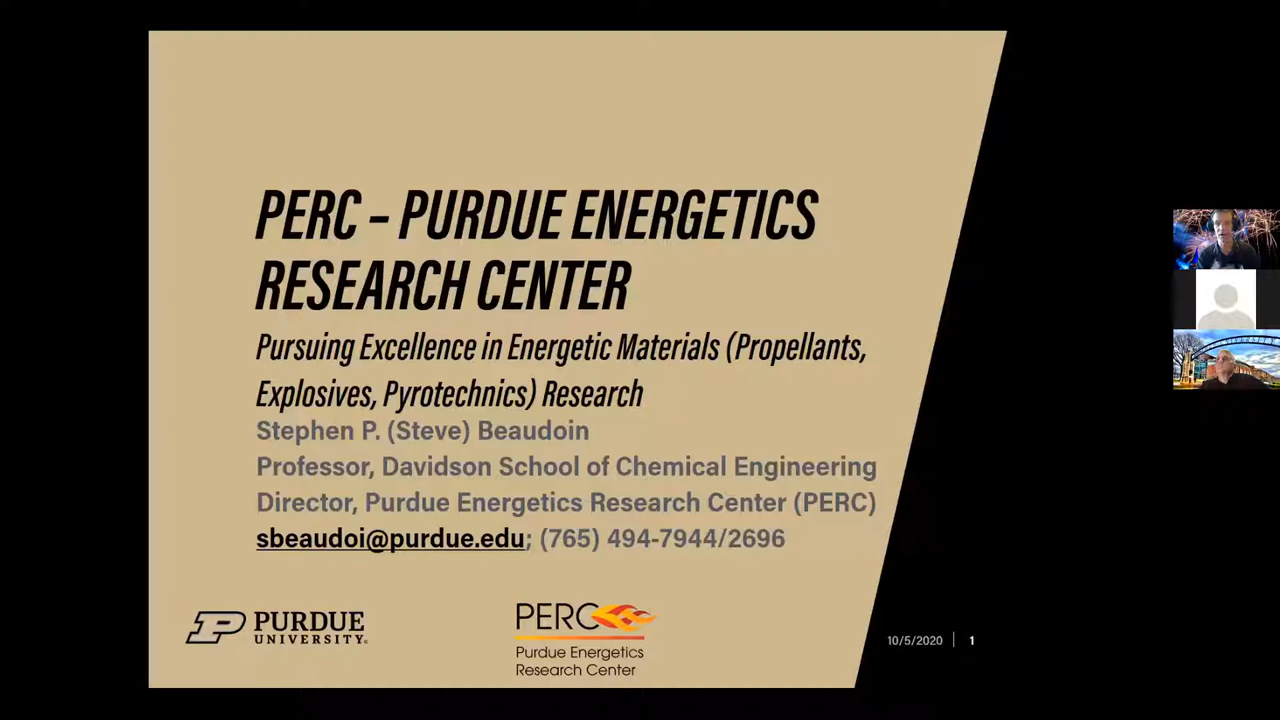 PERC – PURDUE ENERGETICS
RESEARCH CENTER
Pursuing Excellence in Energetic Materials (Propellants,
Explosives, Pyrotechnics) Research
Stephen P. (Steve) Beaudoin
Professor, Davidson School of Chemical Engineering
Director, Purdue Energetics Research Center (PERC)
sbeaudoi@purdue.edu; (765) 494-7944/2696
P PURDUE
UNIVERSITY®
PERC
Purdue Energetics
Research Center
10/5/2020 | 1